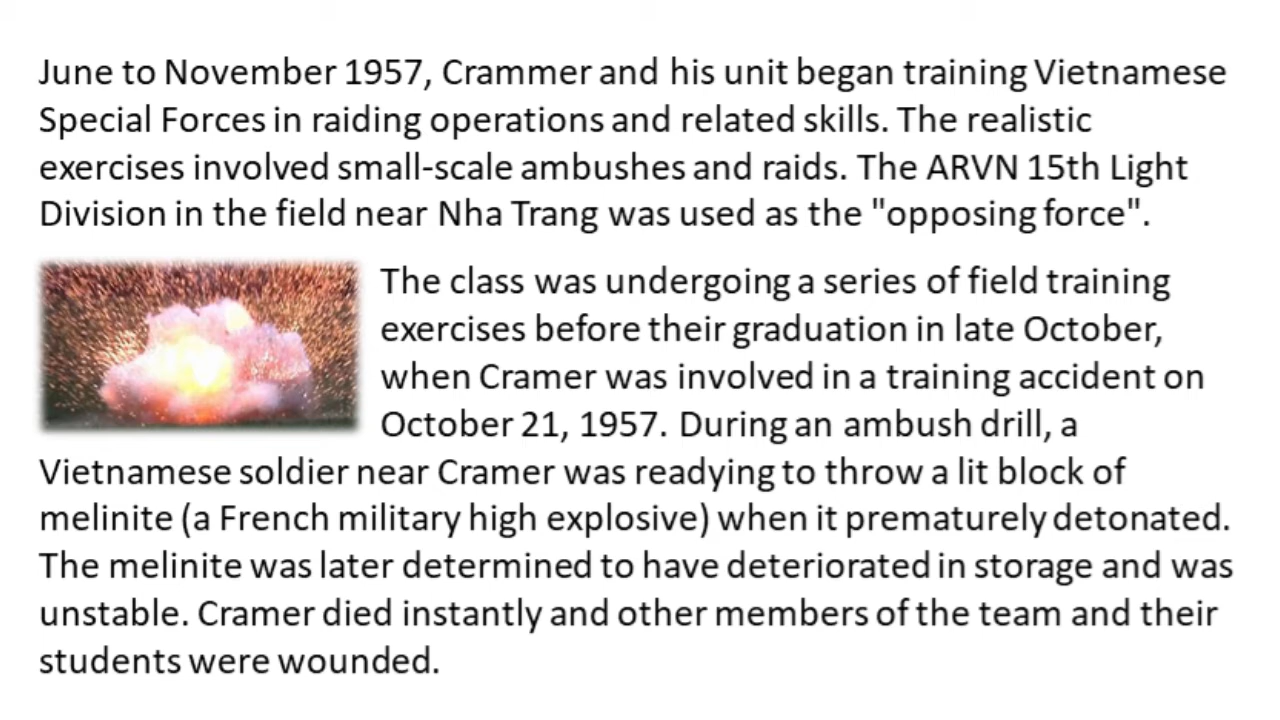 June to November 1957, Crammer and his unit began training Vietnamese
Special Forces in raiding operations and related skills. The realistic
exercises involved small-scale ambushes and raids. The ARVN 15th Light
Division in the field near Nha Trang was used as the "opposing force".
The class was undergoing a series of field training
exercises before their graduation in late October,
when Cramer was involved in a training accident on
October 21, 1957. During an ambush drill, a
Vietnamese soldier near Cramer was readying to throw a lit block of
melinite (a French military high explosive) when it prematurely detonated.
The melinite was later determined to have deteriorated in storage and was
unstable. Cramer died instantly and other members of the team and their
students were wounded.